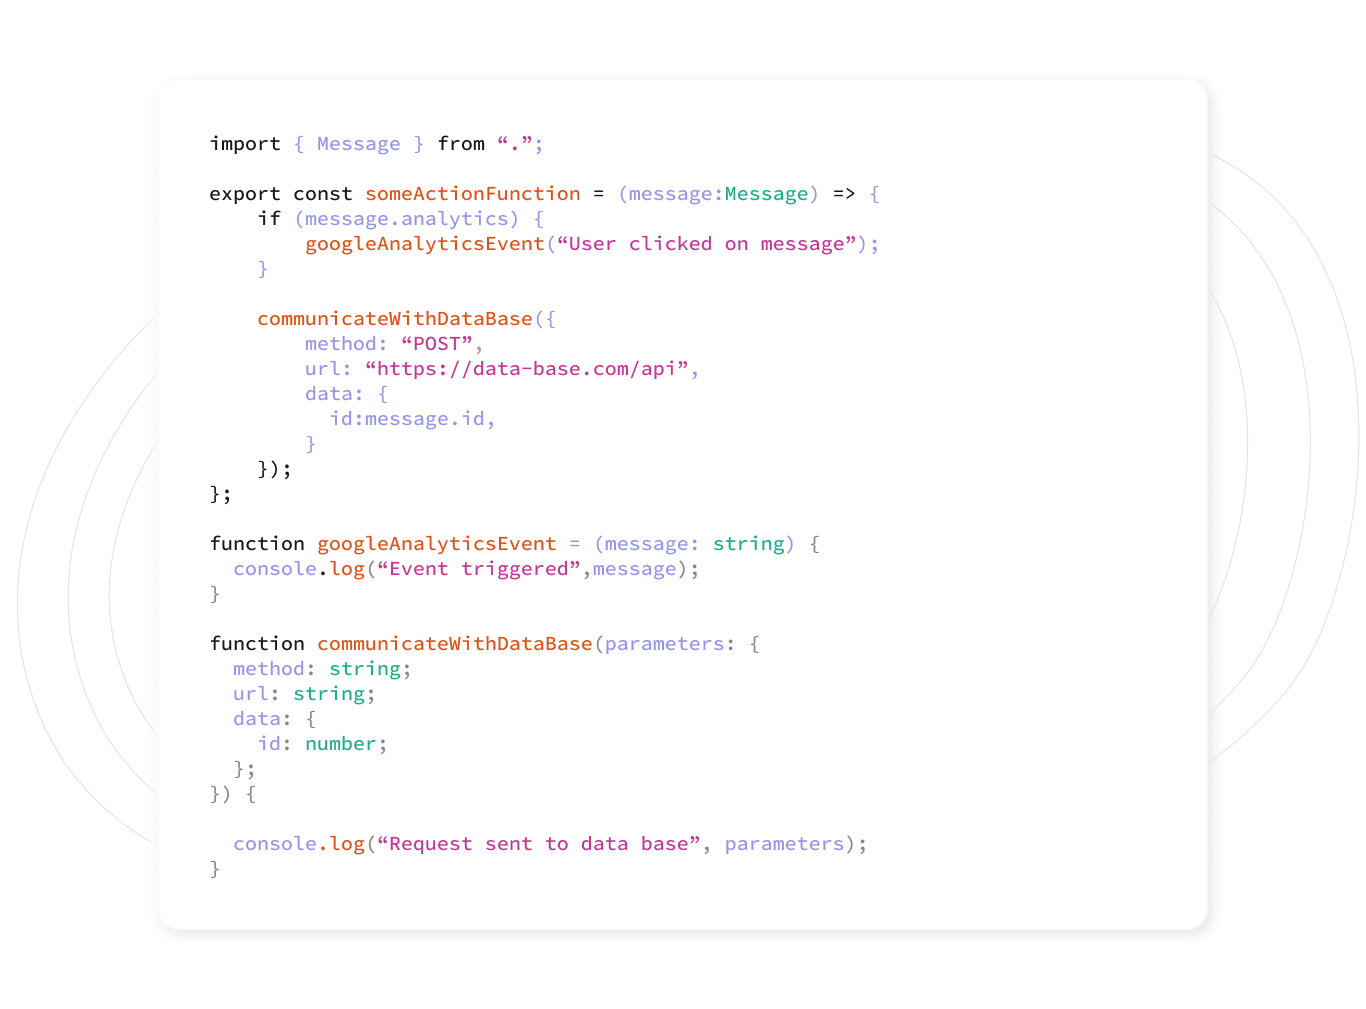 import { Message } from “.”;

export const someActionFunction = (message:Message) => {
    if (message.analytics) {
        googleAnalyticsEvent(“User clicked on message”);
    }

    communicateWithDataBase({
        method: “POST”,
        url: “https://data-base.com/api”,
        data: {
          id:message.id,
        }
    });
};

function googleAnalyticsEvent = (message: string) {
  console.log(“Event triggered”,message);
}

function communicateWithDataBase(parameters: {
  method: string;
  url: string;
  data: {
    id: number;
  };
}) {

  console.log(“Request sent to data base”, parameters);
}